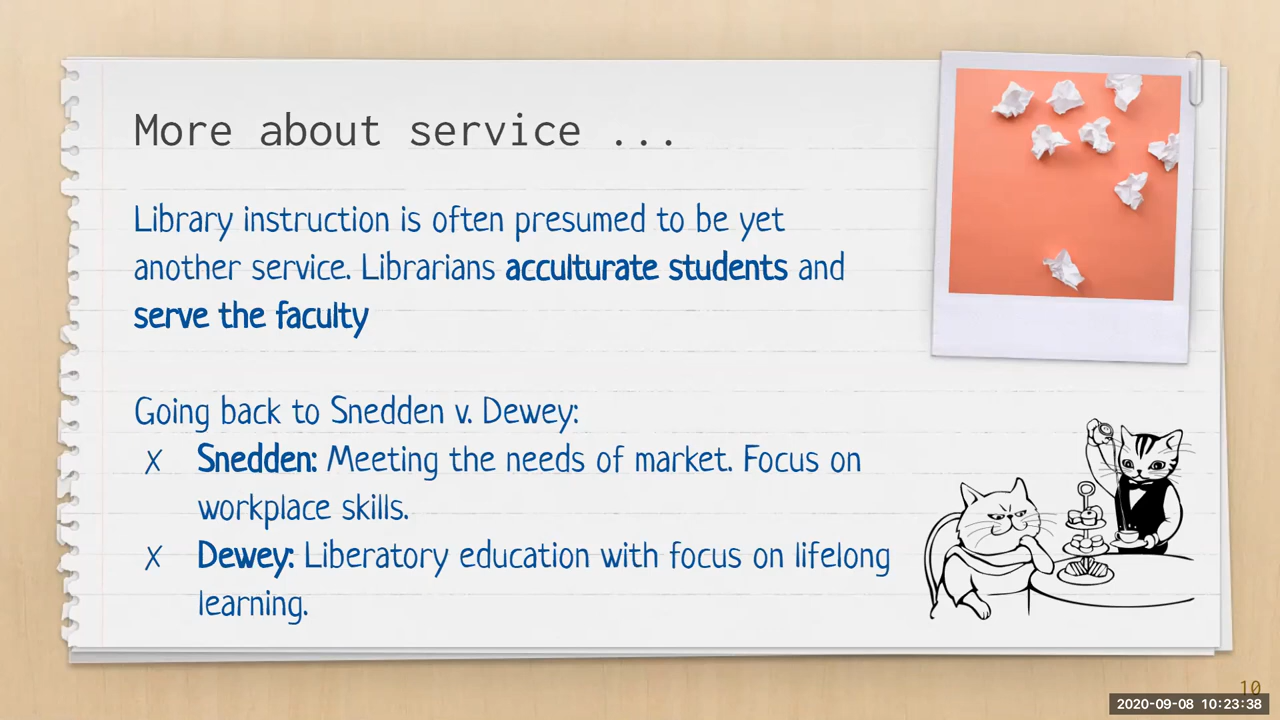 More about service ...
Library instruction is often presumed to be yet
another service. Librarians acculturate students and
serve the faculty
Going back to Snedden v. Dewey:
X Snedden: Meeting the needs of market. Focus on
workplace skills.
X Dewey: Liberatory education with focus on lifelong
learning.
10
2020-09-08 10:23:38